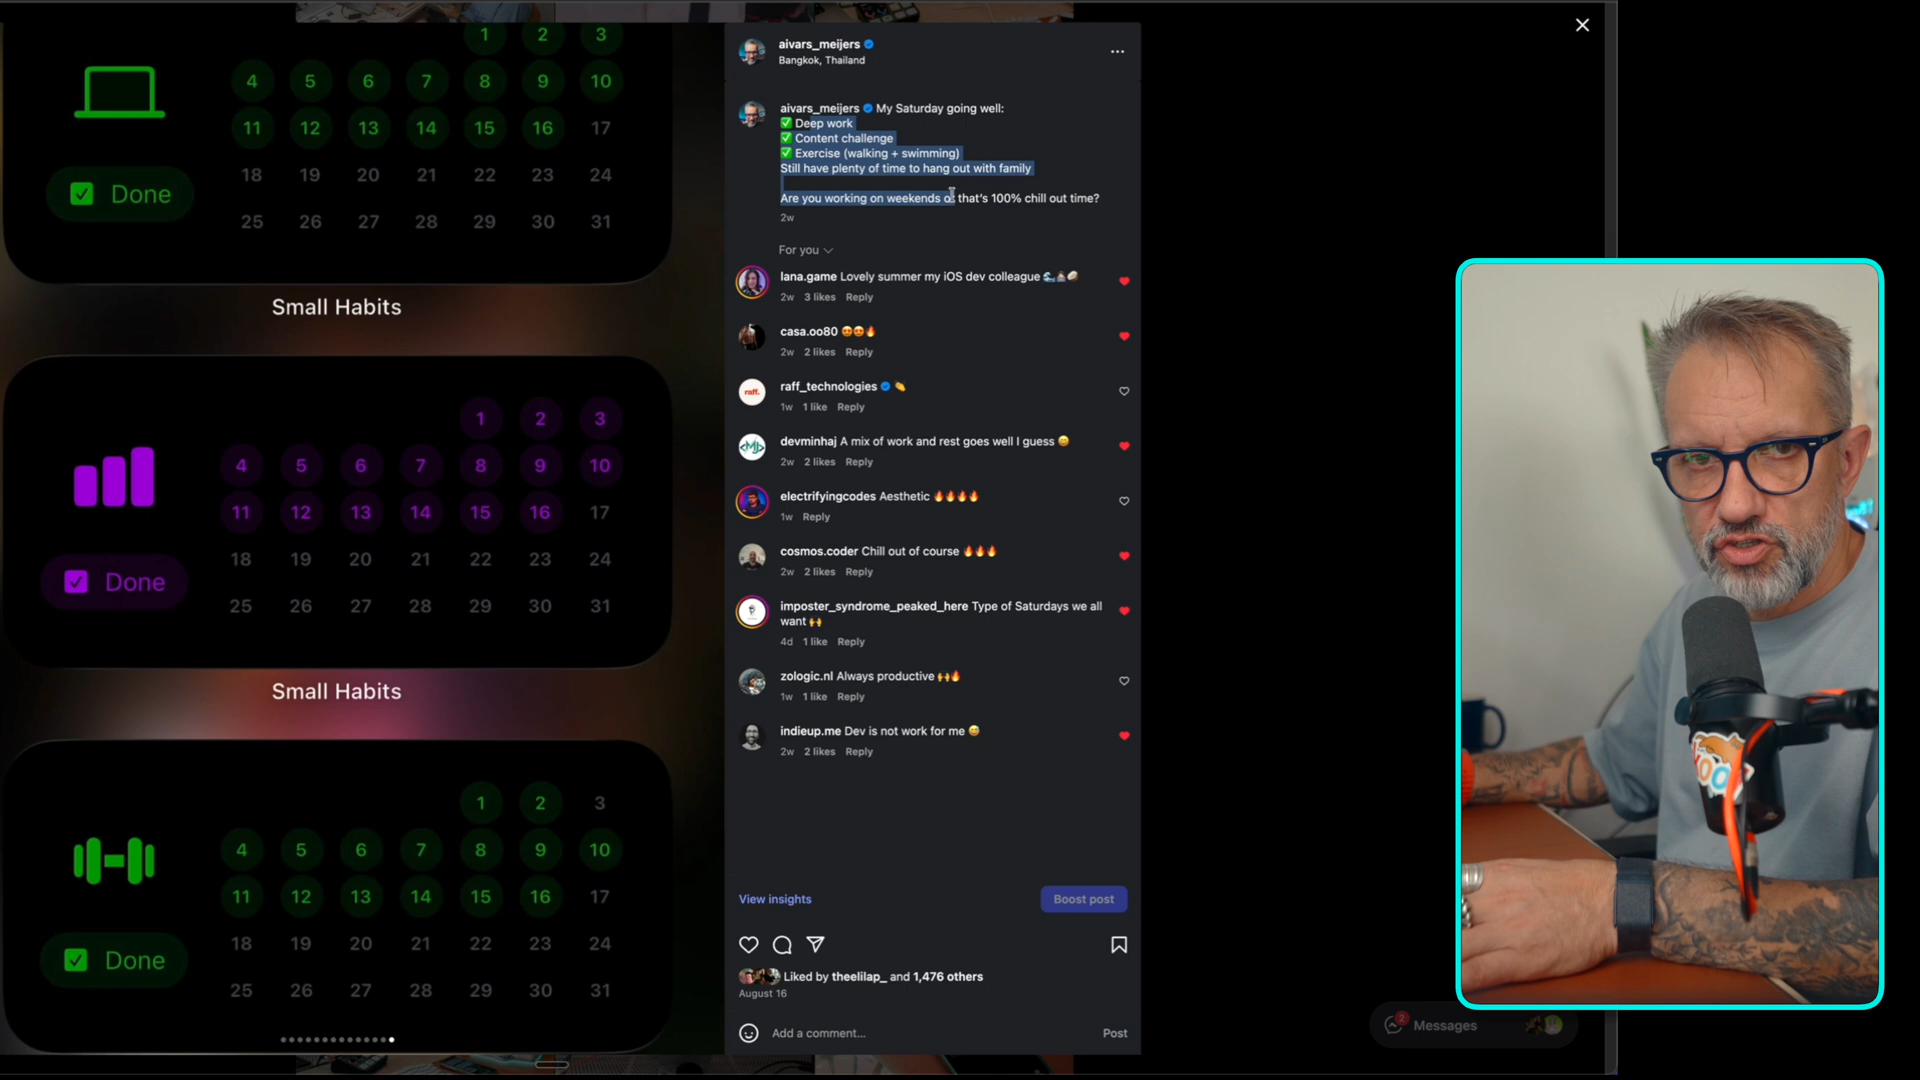 1 2 3
4 5 6 7 8 9 10
11 12 13 14 15 16 17
18 19 20 21 22 23 24
Done
25 26 27 28 29 30 31
Small Habits
1 2 3
4 5 6 7 8 9 10
11 12 13 14 15 16 17
18 19 20 21 22 23 24
Done
25 26 27 28 29 30 31
Small Habits
1 2 3
4 5 6 7 8 9 10
11 12 13 14 15 16 17
18 19 20 21 22 23 24
Done
25 26 27 28 29 30 31
aivars_meijers
Bangkok, Thailand
aivars_meijers My Saturday going well:
✅ Deep work
✅ Content challenge
✅ Exercise (walking + swimming)
Still have plenty of time to hang out with family
Are you working on weekends or that's 100% chill out time?
2w
For you
lana.game Lovely summer my iOS dev colleague
2w 3 likes Reply
casa.oo80 😍😍🔥
2w 2 likes Reply
raff.
raff_technologies 👏
1w 1 like Reply
<MJ>
devminhaj A mix of work and rest goes well I guess 😄
2w 2 likes Reply
electrifyingcodes Aesthetic 🔥🔥🔥🔥
1w Reply
cosmos.coder Chill out of course 🔥🔥🔥
2w 2 likes Reply
imposter_syndrome_peaked_here Type of Saturdays we all
want 🙌
4d 1 like Reply
zologic.nl Always productive 🙌🔥
1w 1 like Reply
indieup.me Dev is not work for me 😄
2w 2 likes Reply
View insights
Boost post
Liked by theelilap_ and 1,476 others
August 16
Add a comment...
Post
2
Messages